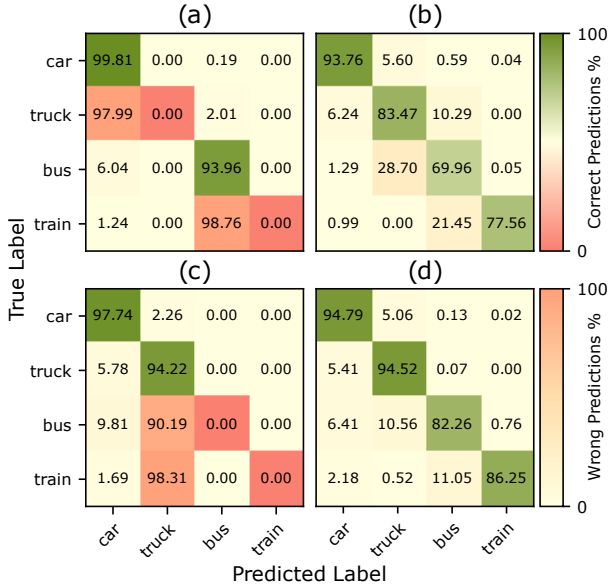 (a) (b)
car 99.81 0.00 0.19 0.00 93.76 5.60 0.59 0.04
truck 97.99 0.00 2.01 0.00 6.24 83.47 10.29 0.00
bus 6.04 0.00 93.96 0.00 1.29 28.70 69.96 0.05
train 1.24 0.00 98.76 0.00 0.99 0.00 21.45 77.56
100
Correct Predictions %
0
True Label
(c) (d)
car 97.74 2.26 0.00 0.00 94.79 5.06 0.13 0.02
truck 5.78 94.22 0.00 0.00 5.41 94.52 0.07 0.00
bus 9.81 90.19 0.00 0.00 6.41 10.56 82.26 0.76
train 1.69 98.31 0.00 0.00 2.18 0.52 11.05 86.25
100
Wrong Predictions %
0
car truck bus train car truck bus train
Predicted Label